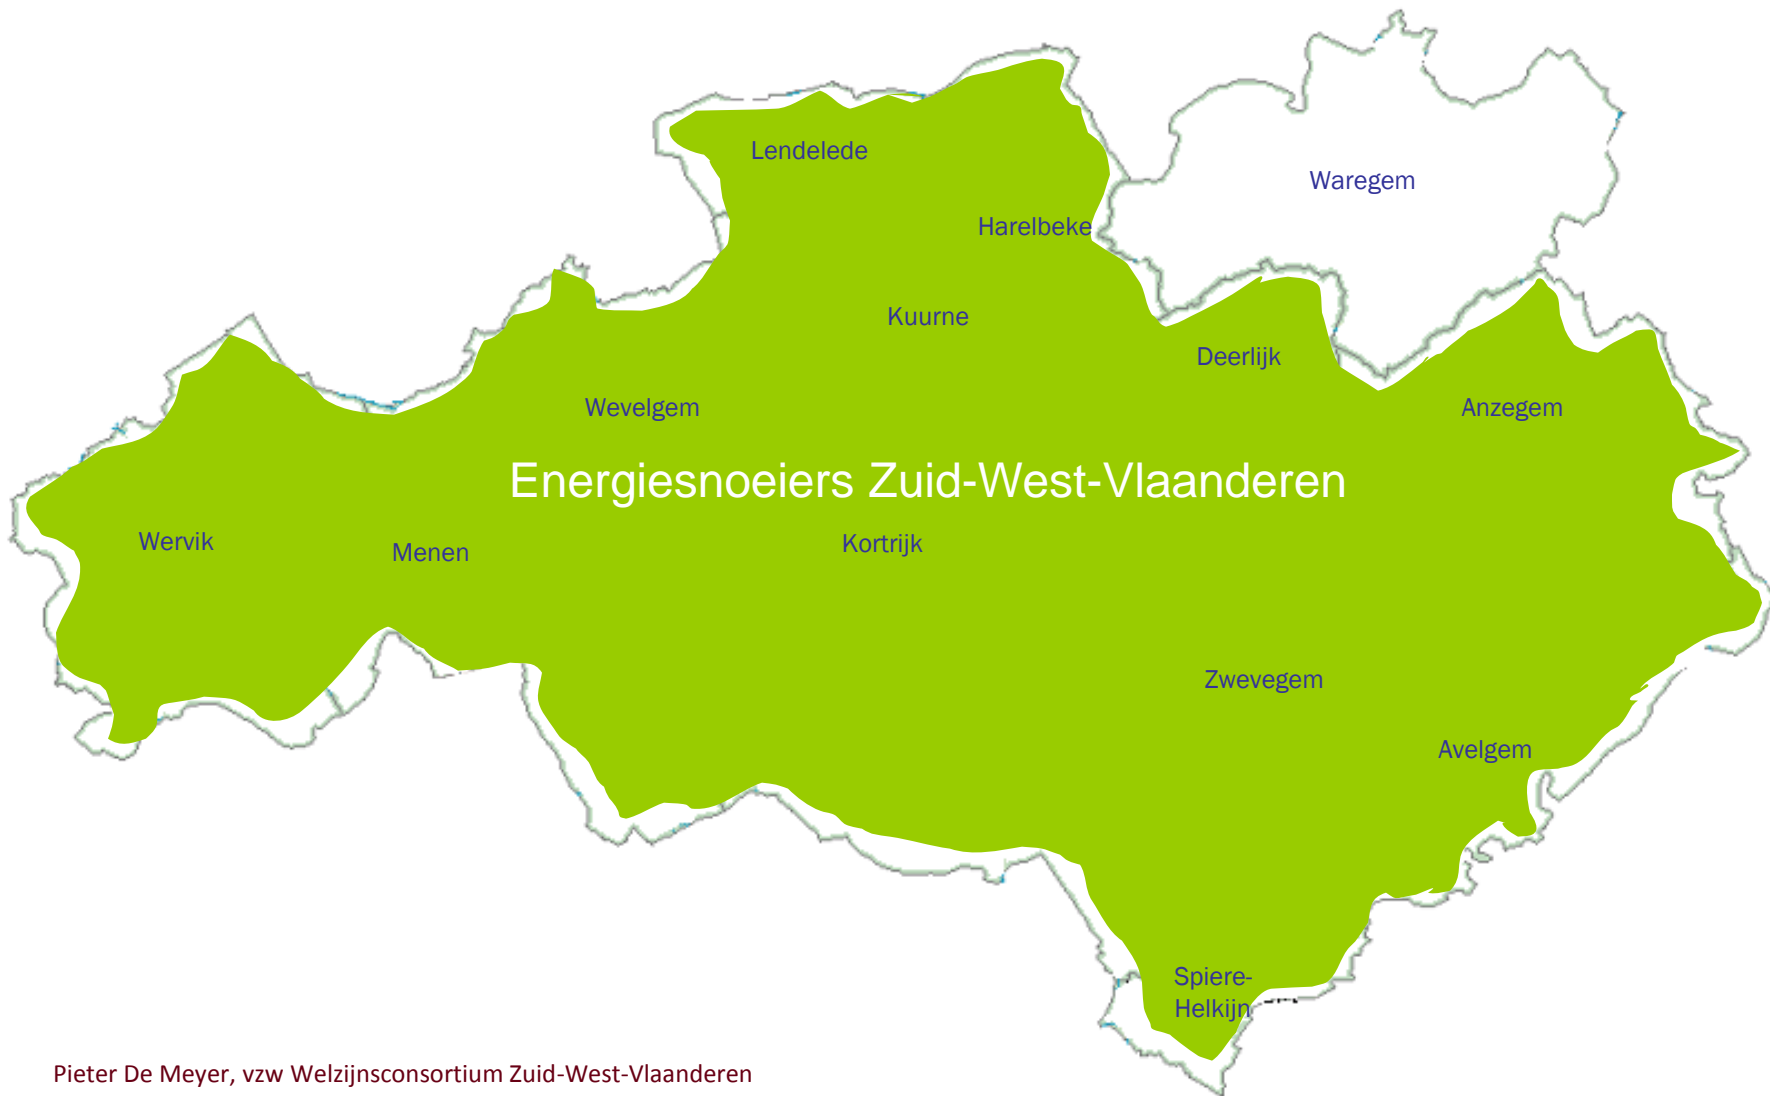 Lendelede
Waregem
Harelbeke
Kuurne
Deerlijk
Wevelgem
Anzegem
Energiesnoeiers Zuid-West-Vlaanderen
Wervik
Menen
Kortrijk
Zwevegem
Avelgem
Spiere-
Helkijn
Pieter De Meyer, vzw Welzijnsconsortium Zuid-West-Vlaanderen